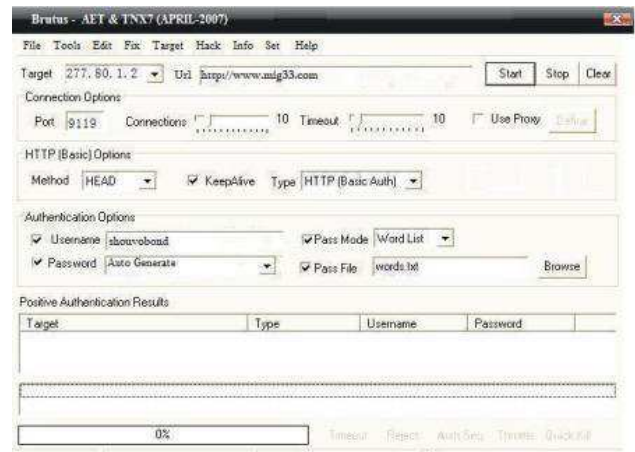 Brutus - AET & TNX7 (APRIL-2007)
File Tools Edit Fix Target Hack Info Set Help
Target 277.80.1.2 Url http://www.mig33.com Start Stop Clear
Connection Options
Port 9119 Connections 10 Timeout 10 Use Proxy Define
HTTP (Basic) Options
Method HEAD KeepAlive Type HTTP (Basic Auth)
Authentication Options
Username shouvobond Pass Mode Word List
Password Auto Generate Pass File words.txt Browse
Positive Authentication Results
Target Type Username Password
0% Timeout Reject Auth Seq Throttle Quick Kill